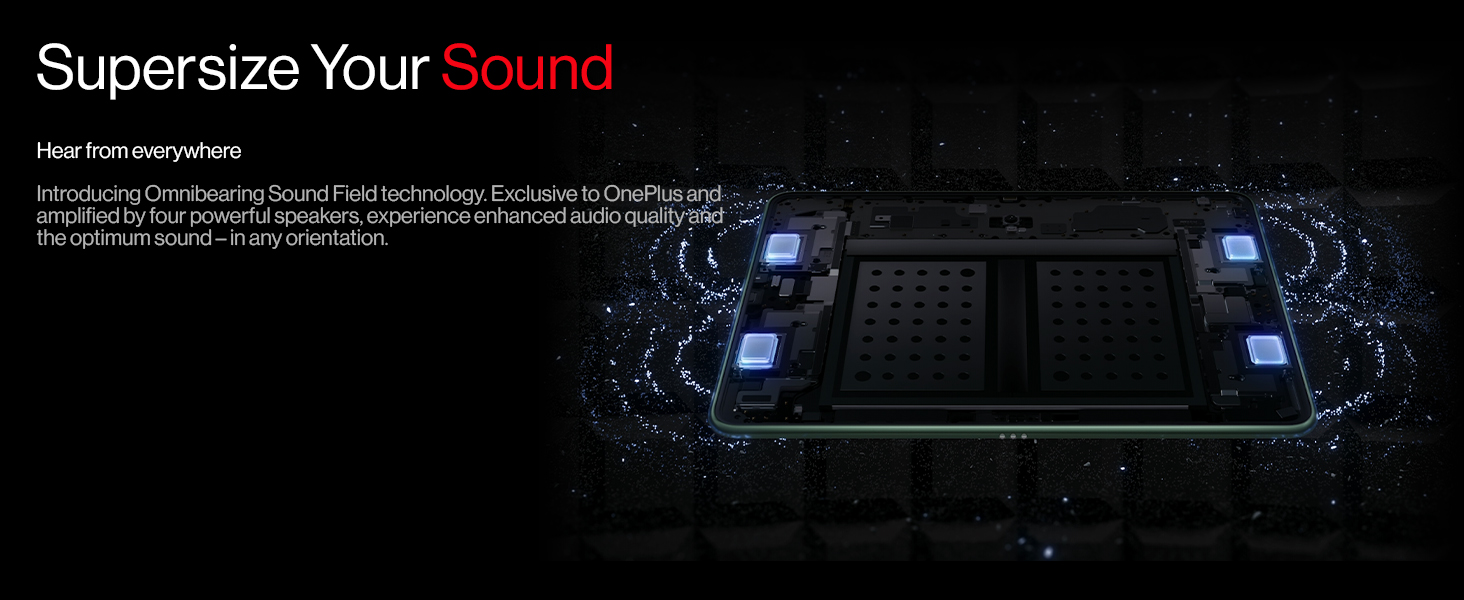 Supersize Your Sound
Hear from everywhere
Introducing Omnibearing Sound Field technology. Exclusive to OnePlus and
amplified by four powerful speakers, experience enhanced audio quality and
the optimum sound – in any orientation.